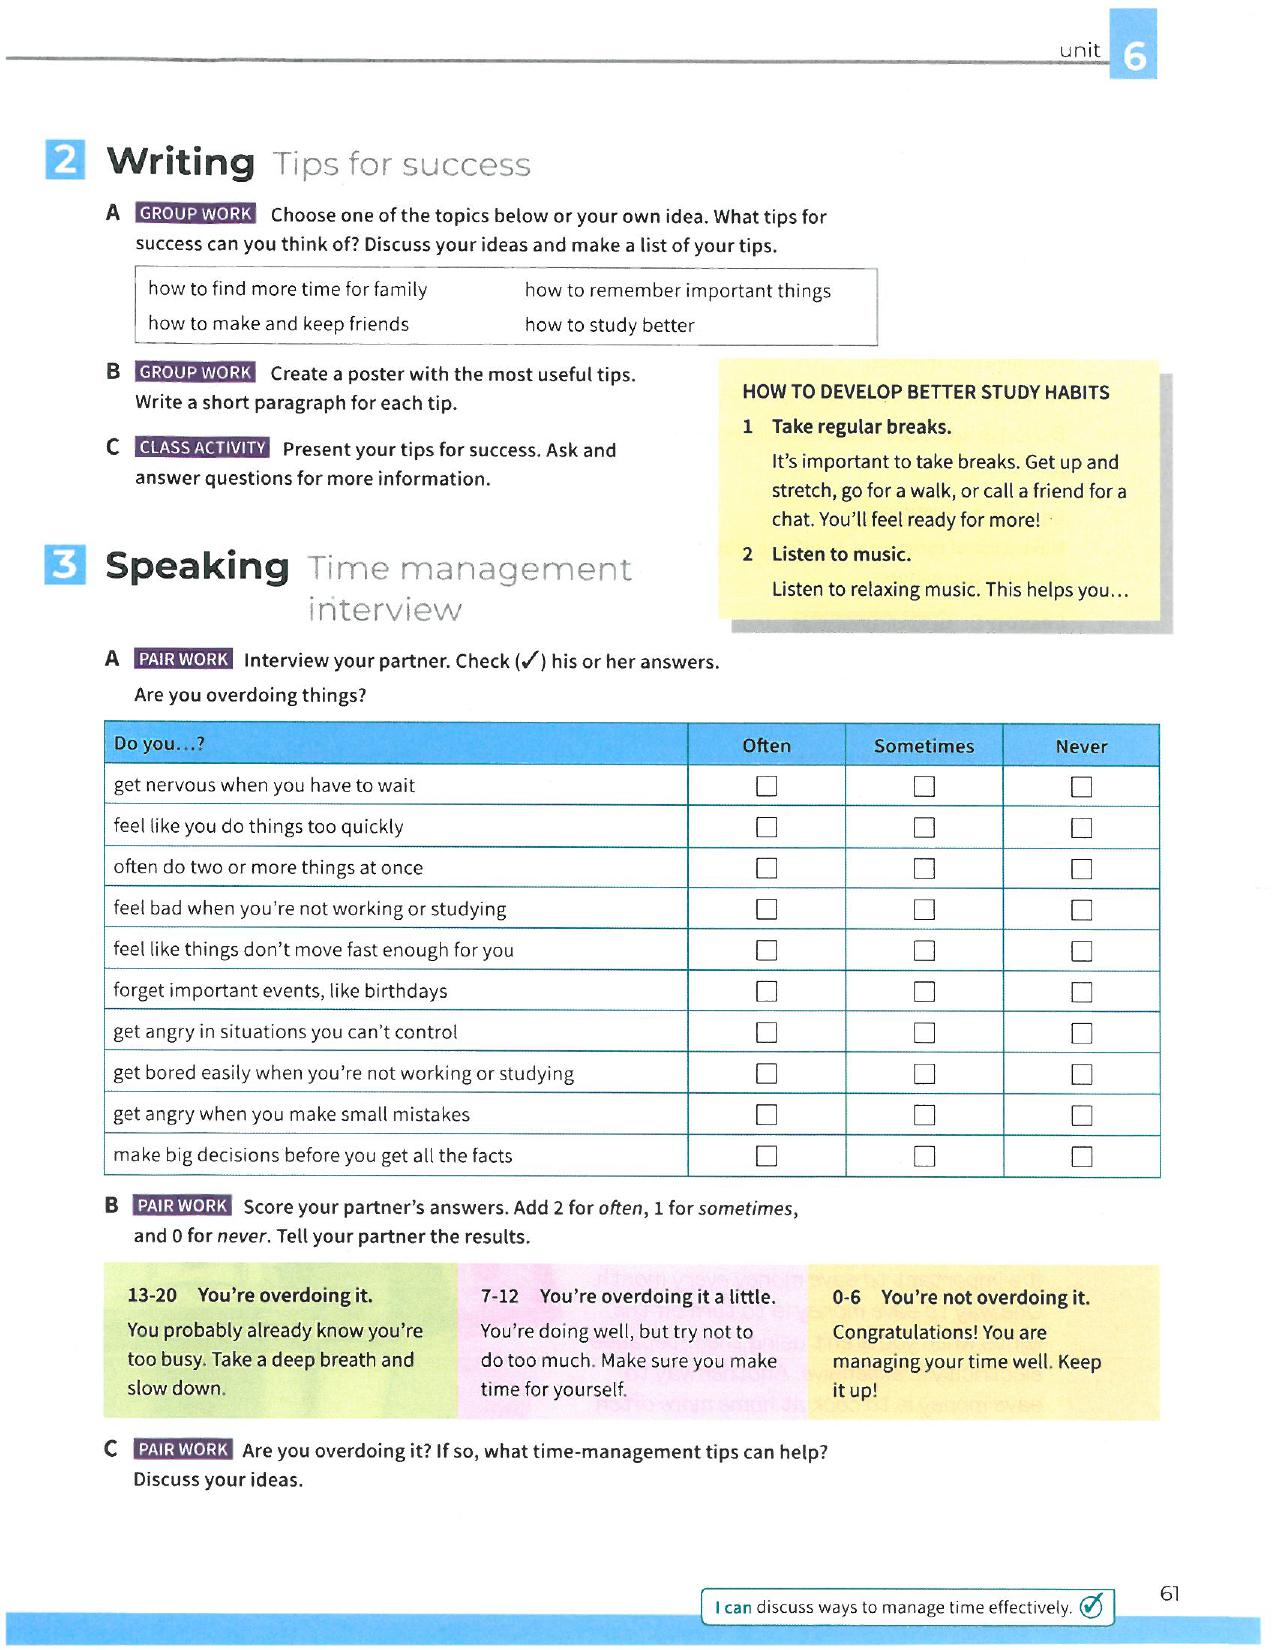 unit 6
2 Writing Tips for success
A GROUP WORK Choose one of the topics below or your own idea. What tips for
success can you think of? Discuss your ideas and make a list of your tips.
how to find more time for family how to remember important things
how to make and keep friends how to study better
B GROUP WORK Create a poster with the most useful tips.
Write a short paragraph for each tip.
C CLASS ACTIVITY Present your tips for success. Ask and
answer questions for more information.
HOW TO DEVELOP BETTER STUDY HABITS
1 Take regular breaks.
It's important to take breaks. Get up and
stretch, go for a walk, or call a friend for a
chat. You'll feel ready for more!
2 Listen to music.
Listen to relaxing music. This helps you...
3 Speaking Time management
interview
A PAIR WORK Interview your partner. Check (✓) his or her answers.
Are you overdoing things?
Do you...? Often Sometimes Never
get nervous when you have to wait
feel like you do things too quickly
often do two or more things at once
feel bad when you're not working or studying
feel like things don't move fast enough for you
forget important events, like birthdays
get angry in situations you can't control
get bored easily when you're not working or studying
get angry when you make small mistakes
make big decisions before you get all the facts
B PAIR WORK Score your partner's answers. Add 2 for often, 1 for sometimes,
and 0 for never. Tell your partner the results.
13-20 You're overdoing it.
You probably already know you're
too busy. Take a deep breath and
slow down.
7-12 You're overdoing it a little.
You're doing well, but try not to
do too much. Make sure you make
time for yourself.
0-6 You're not overdoing it.
Congratulations! You are
managing your time well. Keep
it up!
C PAIR WORK Are you overdoing it? If so, what time-management tips can help?
Discuss your ideas.
I can discuss ways to manage time effectively.
61